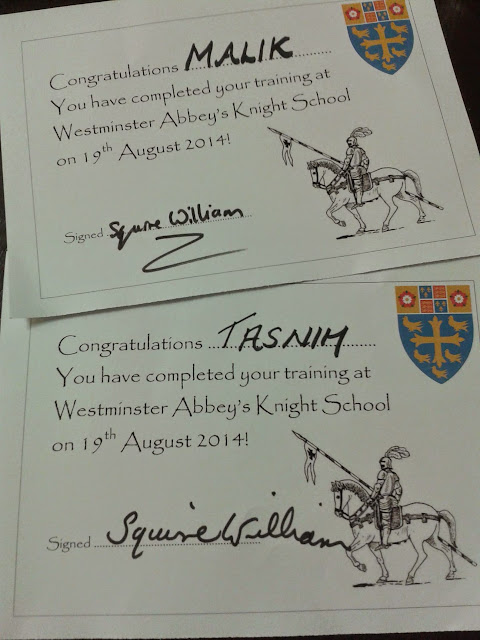 Congratulations MALIK
You have completed your training at
Westminster Abbey's Knight School
on 19th August 2014!
Signed Squire William
Congratulations TASNIM
You have completed your training at
Westminster Abbey's Knight School
on 19th August 2014!
Signed Squire William